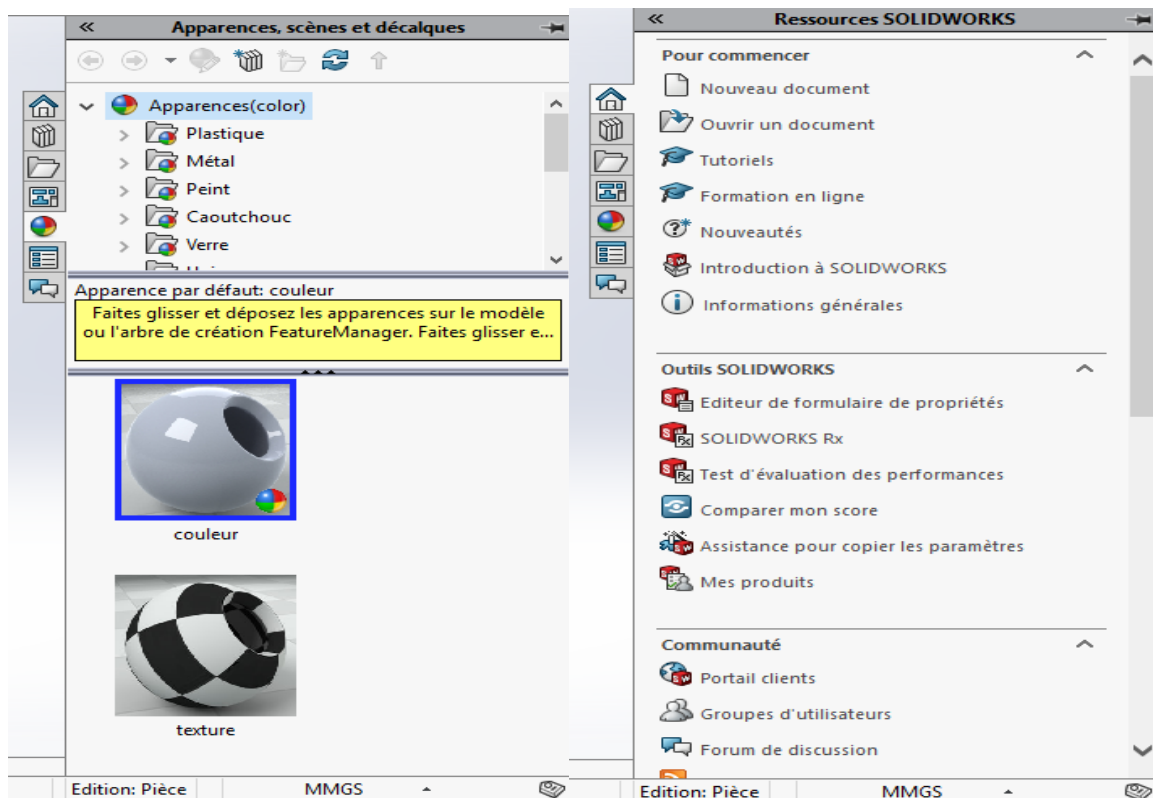 Apparences, scènes et décalques
Apparences(color)
Plastique
Métal
Peint
Caoutchouc
Verre
Apparence par défaut: couleur
Faites glisser et déposez les apparences sur le modèle
ou l'arbre de création FeatureManager. Faites glisser e...
couleur
texture
Edition: Pièce
MMGS
Ressources SOLIDWORKS
Pour commencer
Nouveau document
Ouvrir un document
Tutoriels
Formation en ligne
Nouveautés
Introduction à SOLIDWORKS
Informations générales
Outils SOLIDWORKS
Editeur de formulaire de propriétés
SOLIDWORKS Rx
Test d'évaluation des performances
Comparer mon score
Assistance pour copier les paramètres
Mes produits
Communauté
Portail clients
Groupes d'utilisateurs
Forum de discussion
Edition: Pièce
MMGS